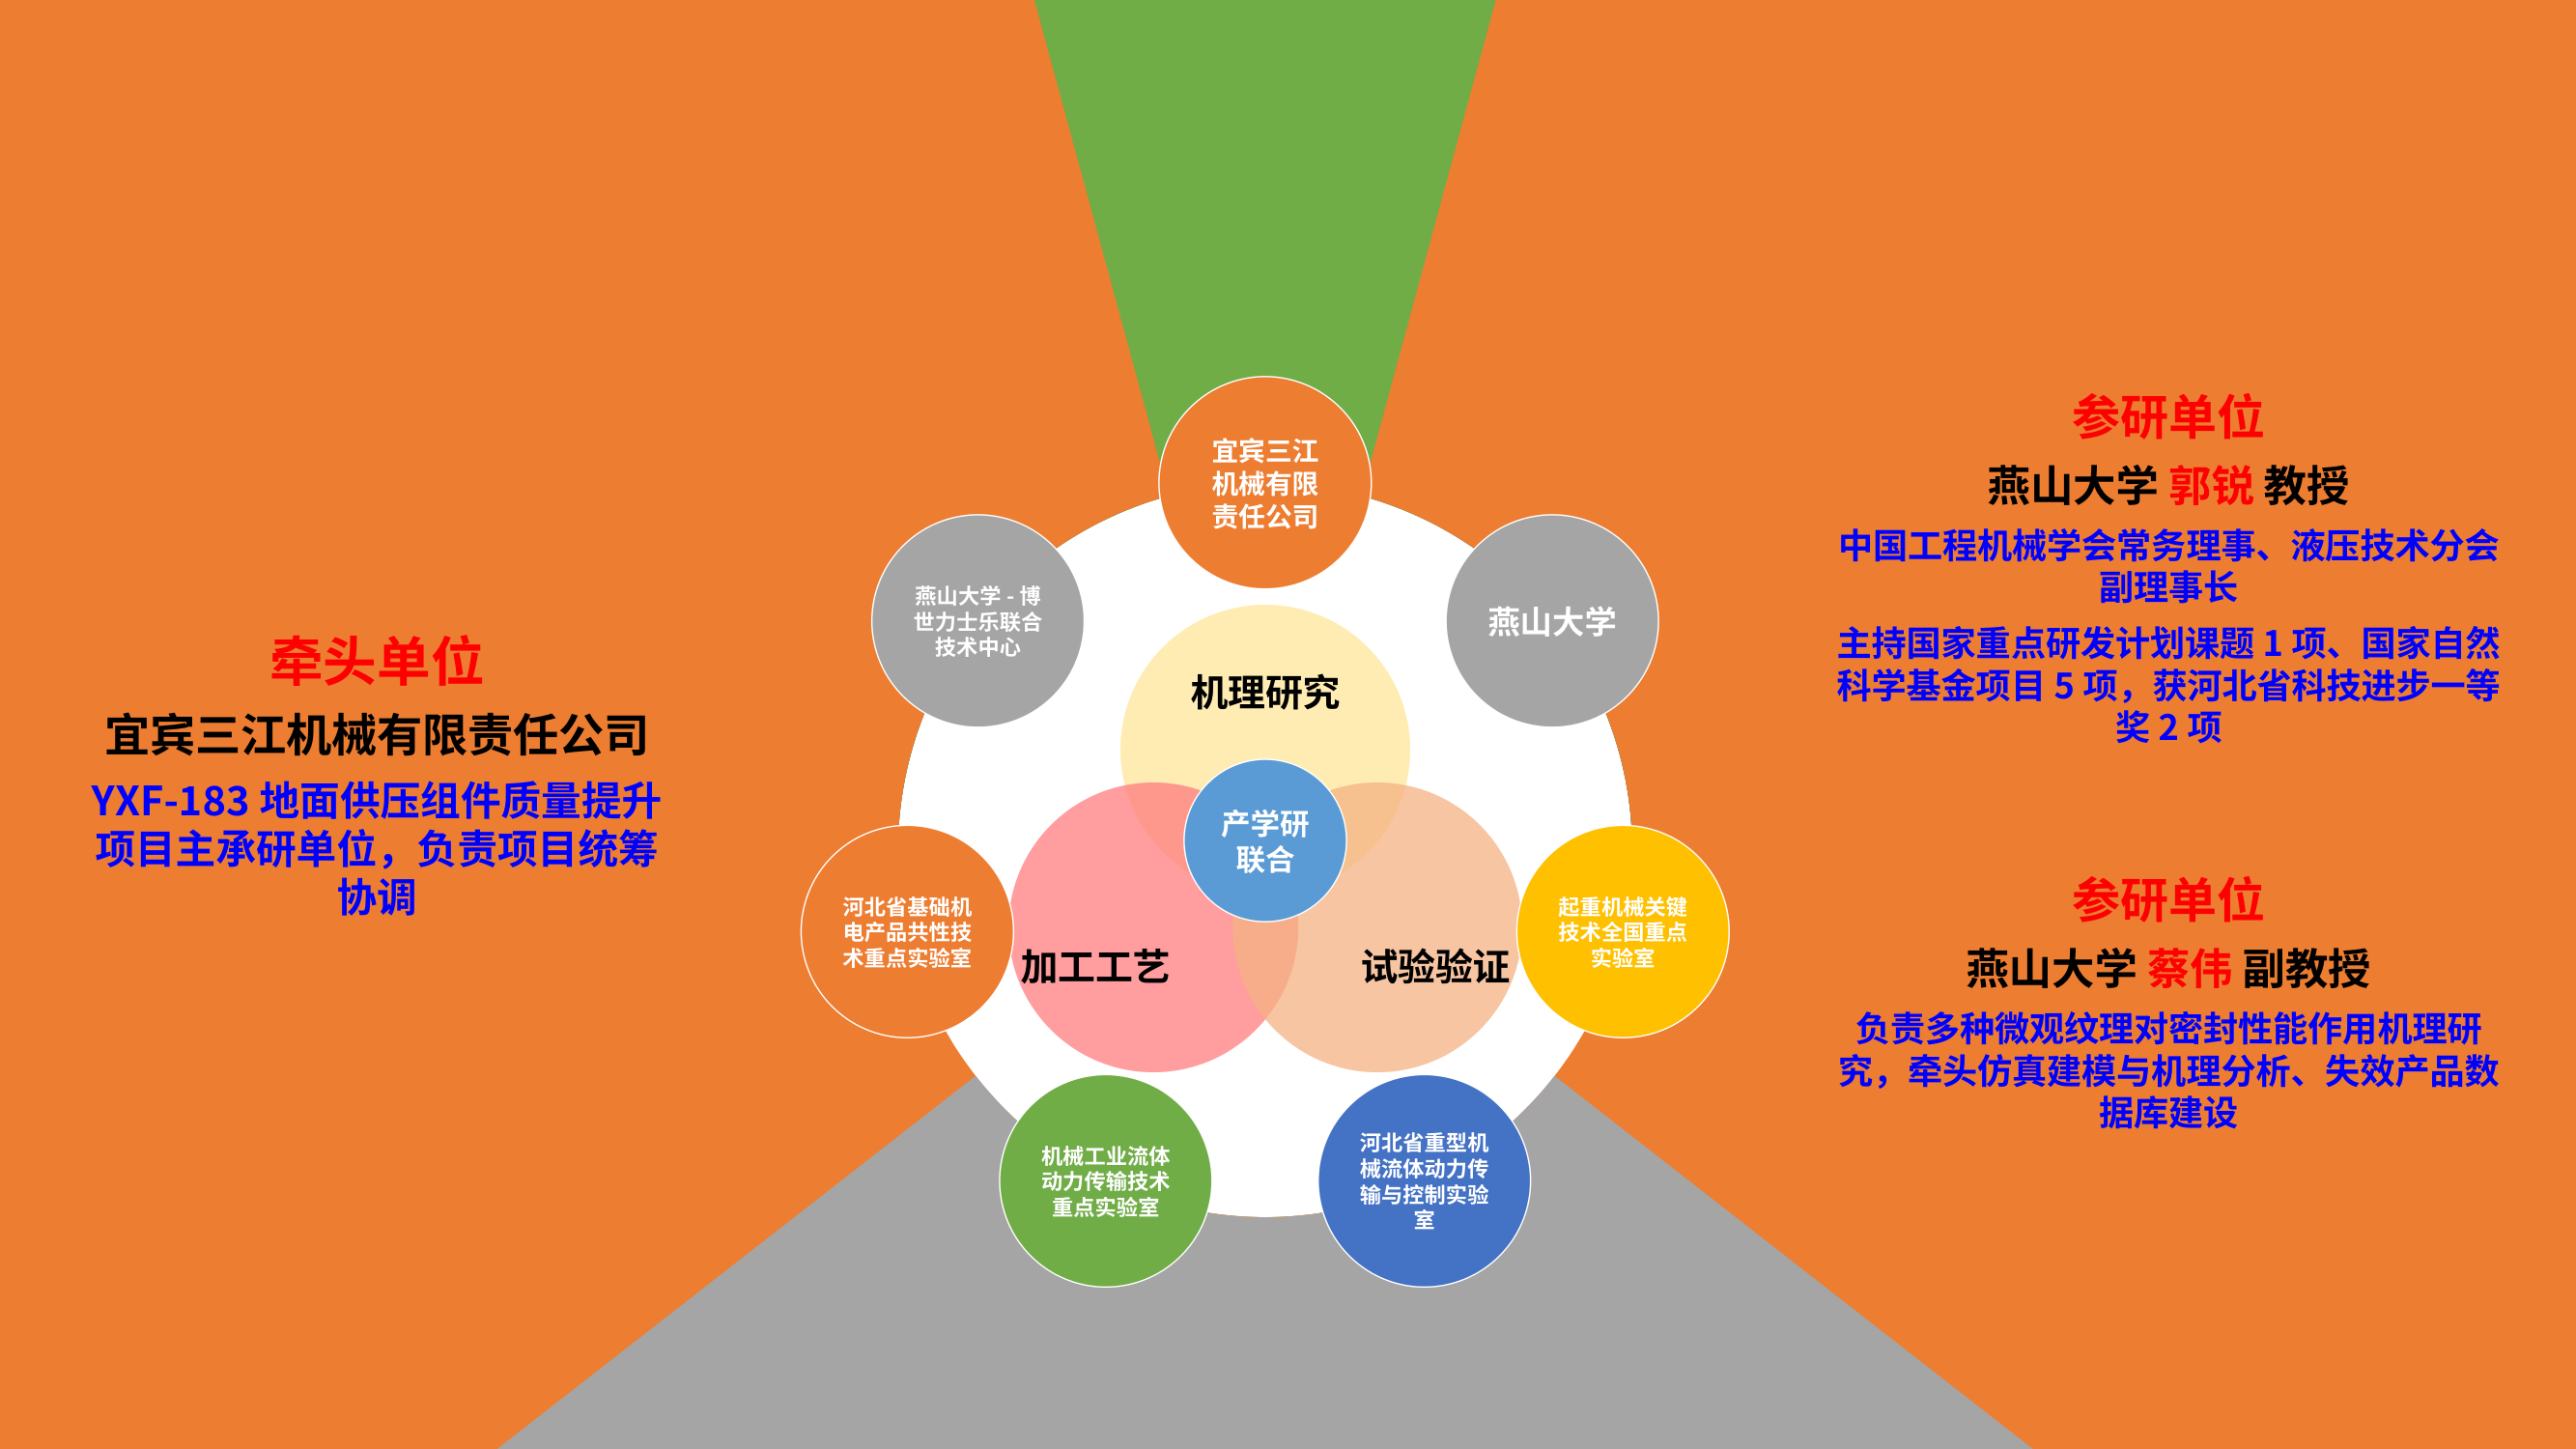 牵头单位
宜宾三江机械有限责任公司
YXF-183 地面供压组件质量提升
项目主承研单位，负责项目统筹
协调
宜宾三江
机械有限
责任公司
燕山大学 - 博
世力士乐联合
技术中心
燕山大学
机理研究
产学研
联合
河北省基础机
电产品共性技
术重点实验室
加工工艺
试验验证
起重机械关键
技术全国重点
实验室
机械工业流体
动力传输技术
重点实验室
河北省重型机
械流体动力传
输与控制实验
室
参研单位
燕山大学 郭锐 教授
中国工程机械学会常务理事、液压技术分会
副理事长
主持国家重点研发计划课题 1 项、国家自然
科学基金项目 5 项，获河北省科技进步一等
奖 2 项
参研单位
燕山大学 蔡伟 副教授
负责多种微观纹理对密封性能作用机理研
究，牵头仿真建模与机理分析、失效产品数
据库建设